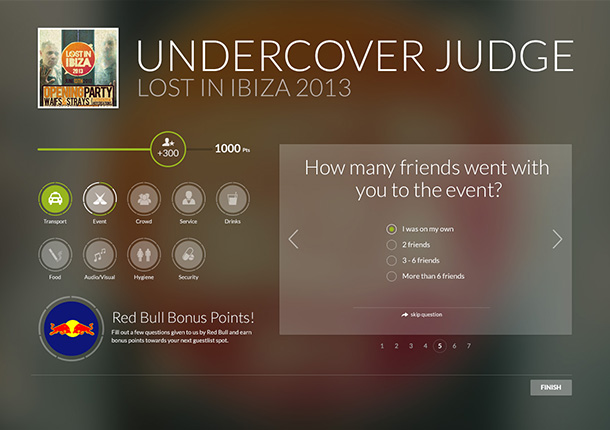 LOST IN
IBIZA
2013
OPENING PARTY
WAIFS & STRAYS
UNDERCOVER JUDGE
LOST IN IBIZA 2013
+300
1000 Pts
Transport
Event
Crowd
Service
Drinks
Food
Audio/Visual
Hygiene
Security
Red Bull Bonus Points!
Fill out a few questions given to us by Red Bull and earn
bonus points towards your next guestlist spot.
How many friends went with
you to the event?
I was on my own
2 friends
3 - 6 friends
More than 6 friends
skip question
1 2 3 4 5 6 7
FINISH